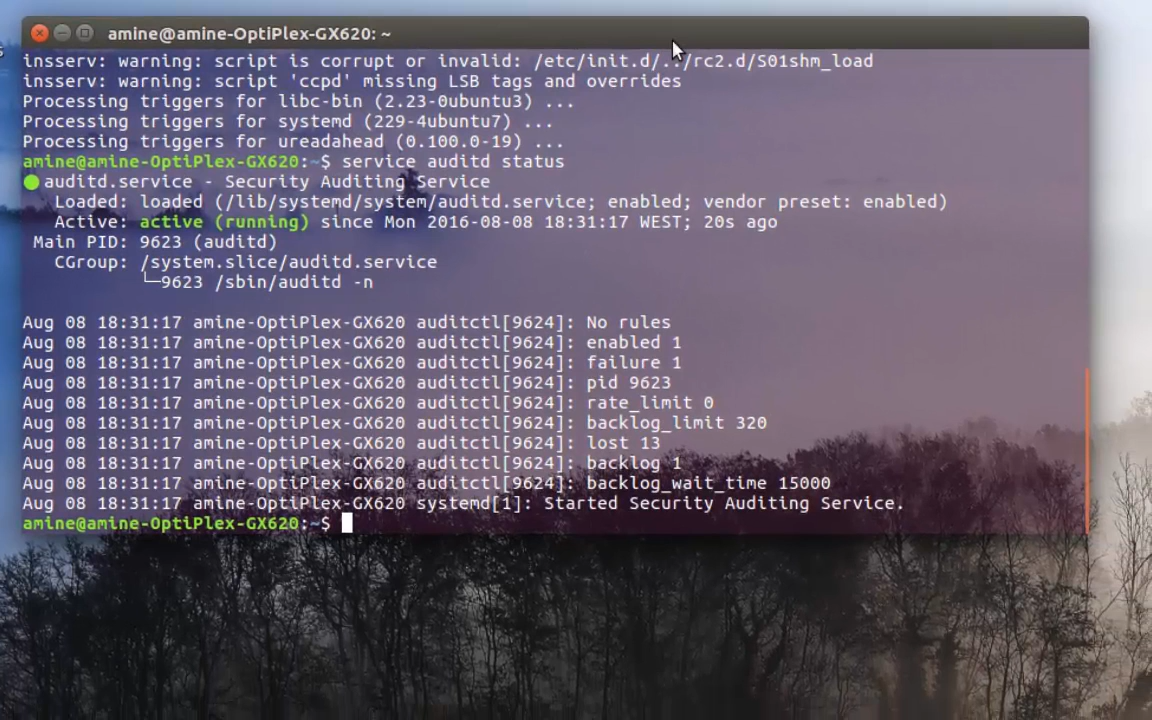 amine@amine-OptiPlex-GX620: ~
insserv: warning: script is corrupt or invalid: /etc/init.d/../rc2.d/S01shm_load
insserv: warning: script 'ccpd' missing LSB tags and overrides
Processing triggers for libc-bin (2.23-0ubuntu3) ...
Processing triggers for systemd (229-4ubuntu7) ...
Processing triggers for ureadahead (0.100.0-19) ...
amine@amine-OptiPlex-GX620:~$ service auditd status
● auditd.service   Security Auditing Service
   Loaded: loaded (/lib/systemd/system/auditd.service; enabled; vendor preset: enabled)
   Active: active (running) since Mon 2016-08-08 18:31:17 WEST; 20s ago
 Main PID: 9623 (auditd)
   CGroup: /system.slice/auditd.service
           └─9623 /sbin/auditd -n
Aug 08 18:31:17 amine-OptiPlex-GX620 auditctl[9624]: No rules
Aug 08 18:31:17 amine-OptiPlex-GX620 auditctl[9624]: enabled 1
Aug 08 18:31:17 amine-OptiPlex-GX620 auditctl[9624]: failure 1
Aug 08 18:31:17 amine-OptiPlex-GX620 auditctl[9624]: pid 9623
Aug 08 18:31:17 amine-OptiPlex-GX620 auditctl[9624]: rate_limit 0
Aug 08 18:31:17 amine-OptiPlex-GX620 auditctl[9624]: backlog_limit 320
Aug 08 18:31:17 amine-OptiPlex-GX620 auditctl[9624]: lost 13
Aug 08 18:31:17 amine-OptiPlex-GX620 auditctl[9624]: backlog 1
Aug 08 18:31:17 amine-OptiPlex-GX620 auditctl[9624]: backlog_wait_time 15000
Aug 08 18:31:17 amine-OptiPlex-GX620 systemd[1]: Started Security Auditing Service.
amine@amine-OptiPlex-GX620:~$